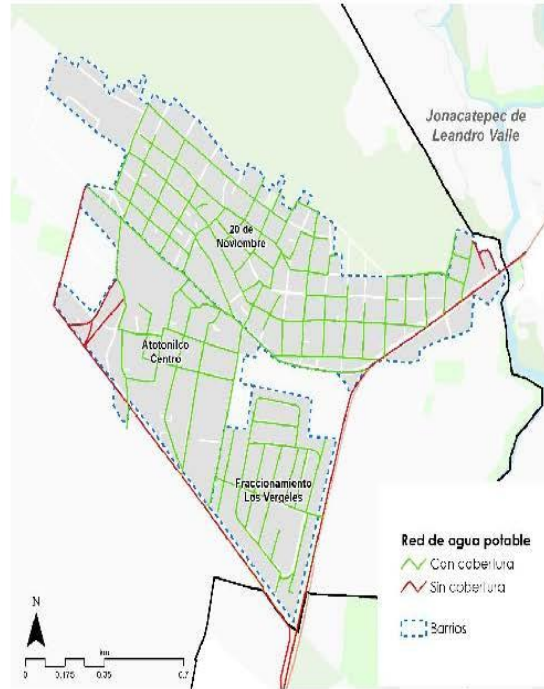 Jonacatepec de
Leandro Valle
20 de
Noviembre
Atotonilco
Centro
Fraccionamiento
Los Vergeles
Red de agua potable
Con cobertura
Sin cobertura
Barrios
N
km
0 0.175 0.35 0.7